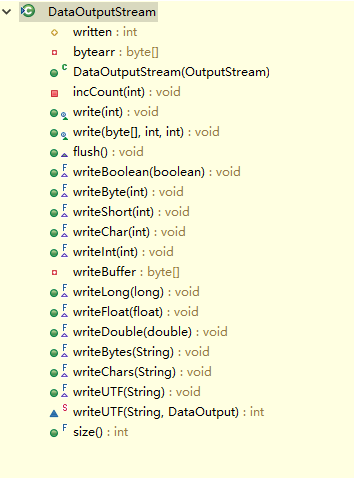 DataOutputStream
written : int
bytearr : byte[]
DataOutputStream(OutputStream)
incCount(int) : void
write(int) : void
write(byte[], int, int) : void
flush() : void
writeBoolean(boolean) : void
writeByte(int) : void
writeShort(int) : void
writeChar(int) : void
writeInt(int) : void
writeBuffer : byte[]
writeLong(long) : void
writeFloat(float) : void
writeDouble(double) : void
writeBytes(String) : void
writeChars(String) : void
writeUTF(String) : void
writeUTF(String, DataOutput) : int
size() : int